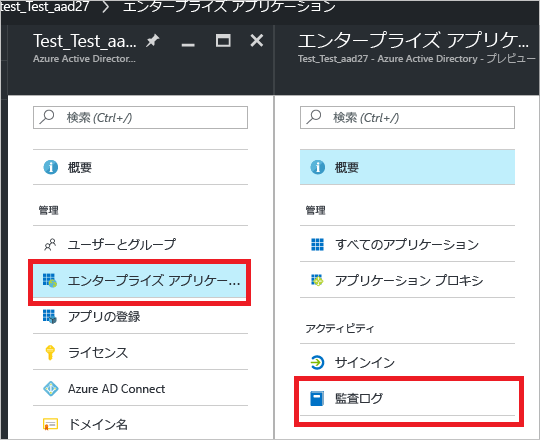 test_Test_aad27 > エンタープライズ アプリケーション
Test_Test_aa...
Azure Active Director...
検索 (Ctrl+/)
概要
管理
ユーザーとグループ
エンタープライズ アプリケー...
アプリの登録
ライセンス
Azure AD Connect
ドメイン名
エンタープライズ アプリケ...
Test_Test_aad27 - Azure Active Directory - プレビュー
検索 (Ctrl+/)
概要
管理
すべてのアプリケーション
アプリケーション プロキシ
アクティビティ
サインイン
監査ログ